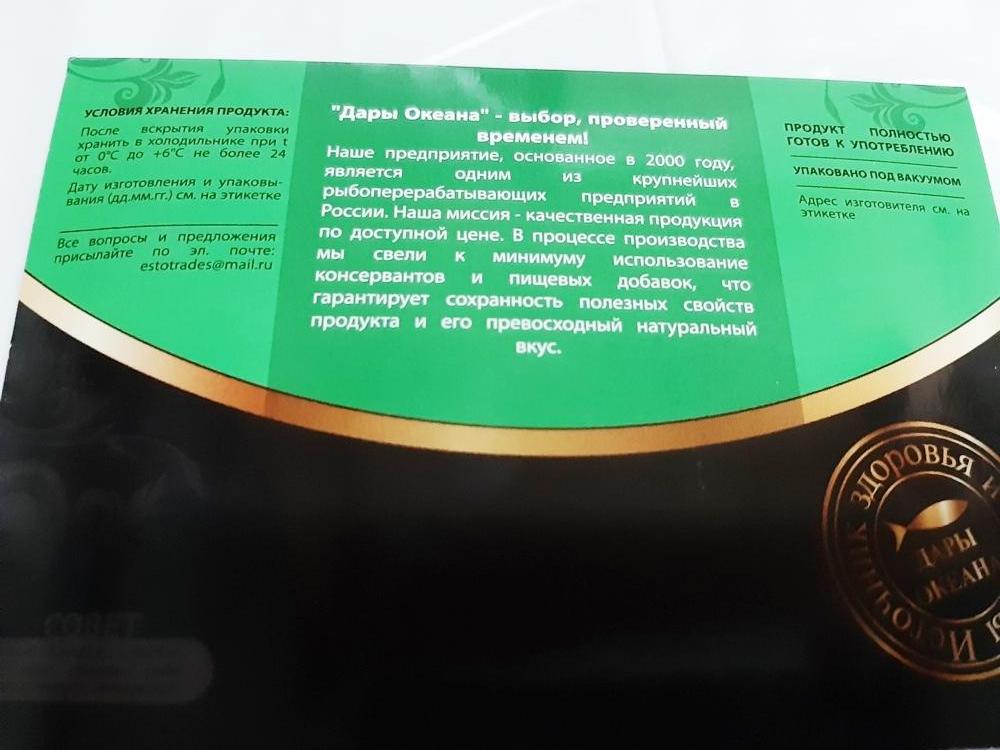 УСЛОВИЯ ХРАНЕНИЯ ПРОДУКТА:
После вскрытия упаковки
хранить в холодильнике при t
от 0°С до +6°С не более 24
часов.
Дату изготовления и упаковы-
вания (дд.мм.гг.) см. на этикетке
Все вопросы и предложения
присылайте по эл. почте:
estotrades@mail.ru
"Дары Океана" - выбор, проверенный
временем!
Наше предприятие, основанное в 2000 году,
является одним из крупнейших
рыбоперерабатывающих предприятий в
России. Наша миссия - качественная продукция
по доступной цене. В процессе производства
мы свели к минимуму использование
консервантов и пищевых добавок, что
гарантирует сохранность полезных свойств
продукта и его превосходный натуральный
вкус.
ПРОДУКТ ПОЛНОСТЬЮ
ГОТОВ К УПОТРЕБЛЕНИЮ
УПАКОВАНО ПОД ВАКУУМОМ
Адрес изготовителя см. на
этикетке
Источник здоровья и
ДАРЫ
ОКЕАНА
СОВЕТ